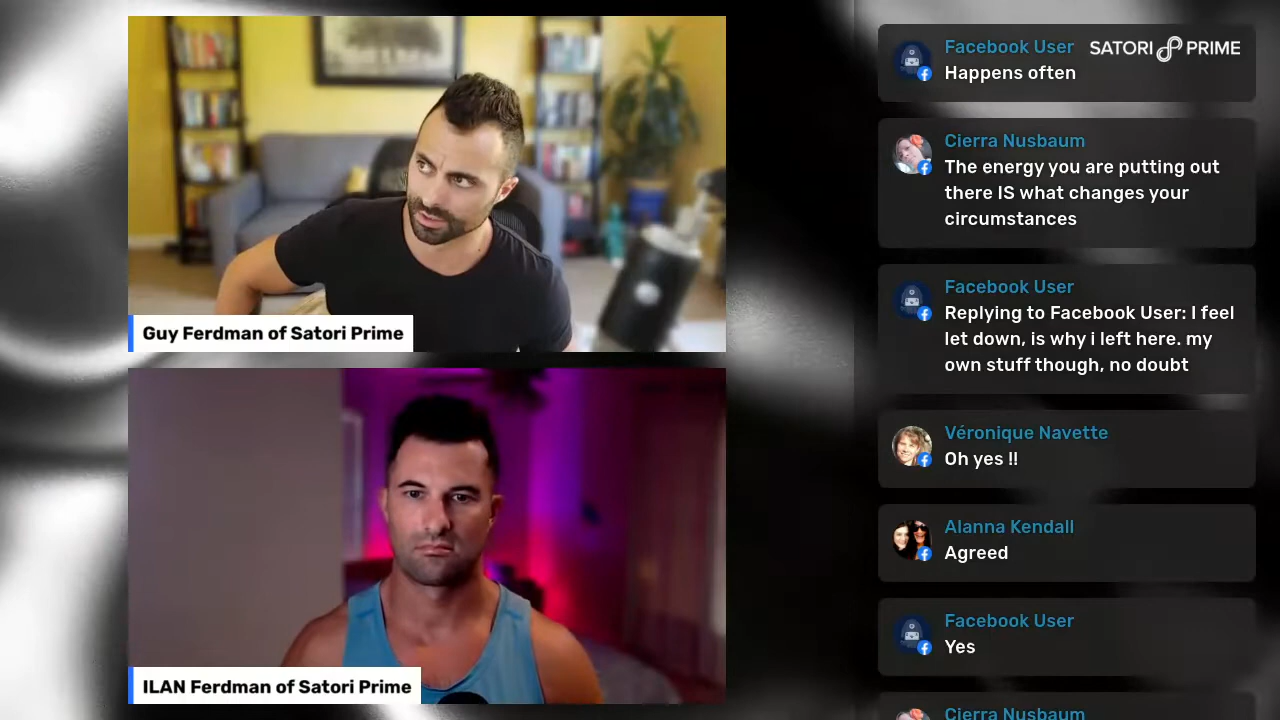 Guy Ferdman of Satori Prime
ILAN Ferdman of Satori Prime
SATORI PRIME
Facebook User
Happens often
Cierra Nusbaum
The energy you are putting out
there IS what changes your
circumstances
Facebook User
Replying to Facebook User: I feel
let down, is why i left here. my
own stuff though, no doubt
Véronique Navette
Oh yes !!
Alanna Kendall
Agreed
Facebook User
Yes
Cierra Nusbaum